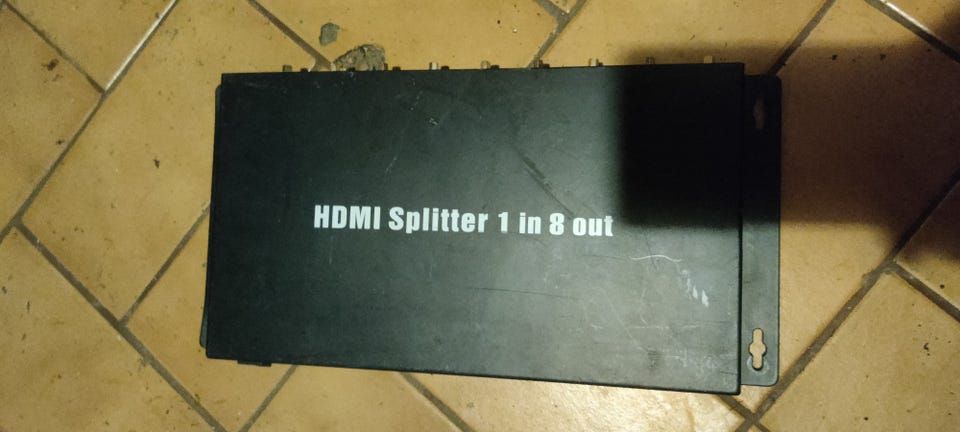 HDMI Splitter 1 in 8 out